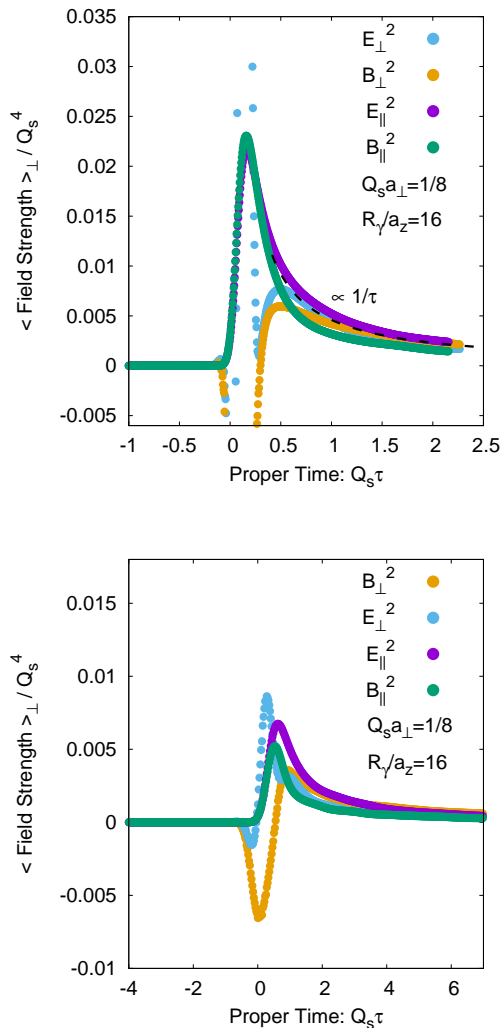 0.035
0.03
0.025
0.02
0.015
0.01
0.005
0
-0.005
< Field Strength >⊥ / Qs^4
E⊥^2
B⊥^2
E∥^2
B∥^2
Qsa⊥=1/8
Rγ/az=16
∝ 1/τ
-1 -0.5 0 0.5 1 1.5 2 2.5
Proper Time: Qsτ
0.015
0.01
0.005
0
-0.005
-0.01
< Field Strength >⊥ / Qs^4
B⊥^2
E⊥^2
E∥^2
B∥^2
Qsa⊥=1/8
Rγ/az=16
-4 -2 0 2 4 6
Proper Time: Qsτ